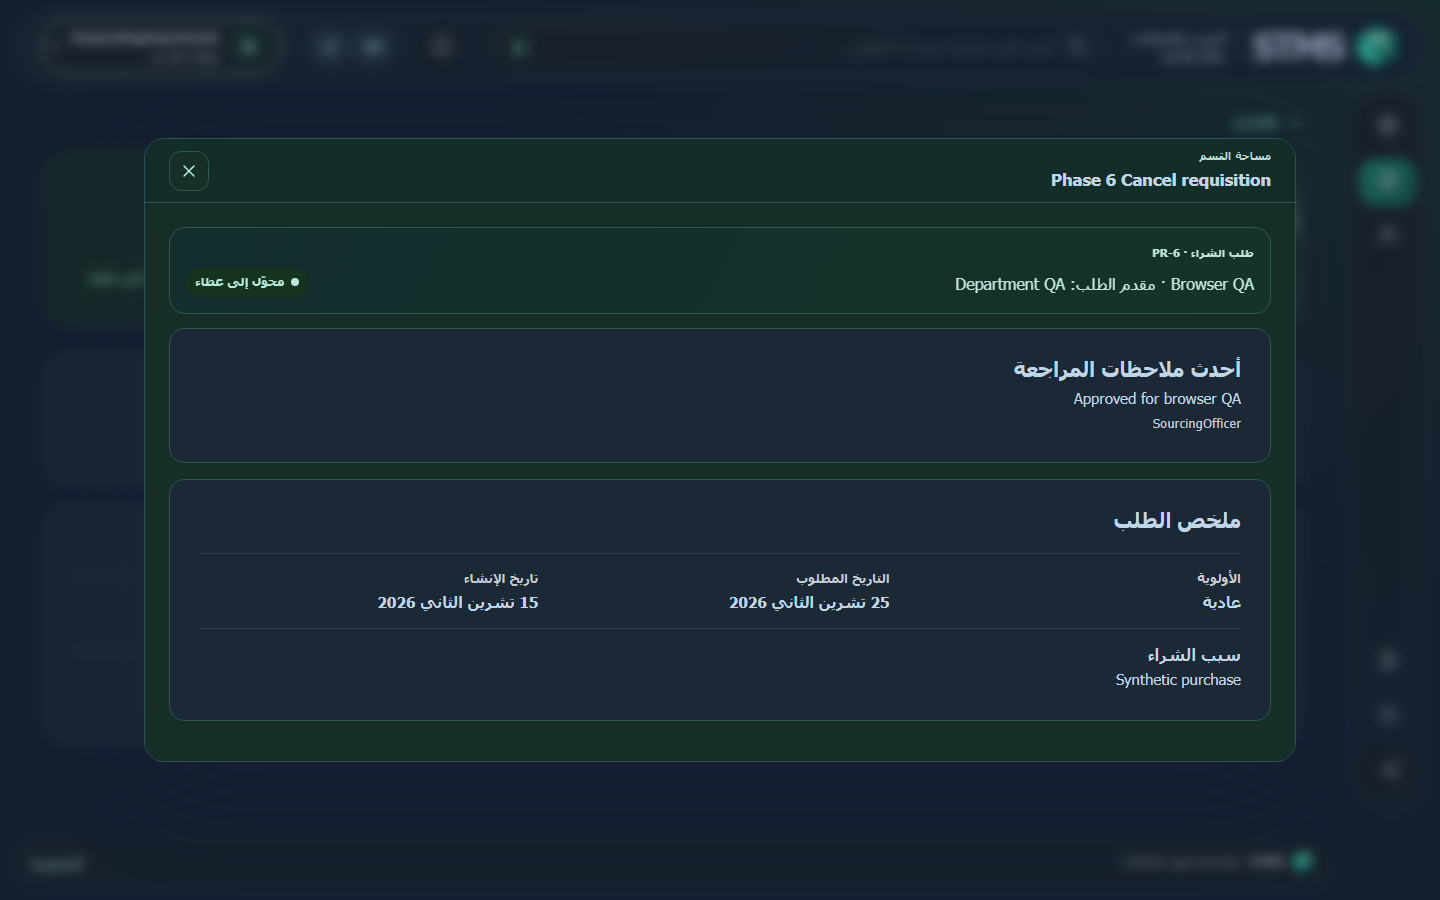 STMS
مساحة القسم
Phase 6 Cancel requisition
طلب الشراء · PR-6
Browser QA · مقدم الطلب: Department QA
محوّل إلى عطاء
أحدث ملاحظات المراجعة
Approved for browser QA
SourcingOfficer
ملخص الطلب
الأولوية
عادية
التاريخ المطلوب
25 تشرين الثاني 2026
تاريخ الإنشاء
15 تشرين الثاني 2026
سبب الشراء
Synthetic purchase